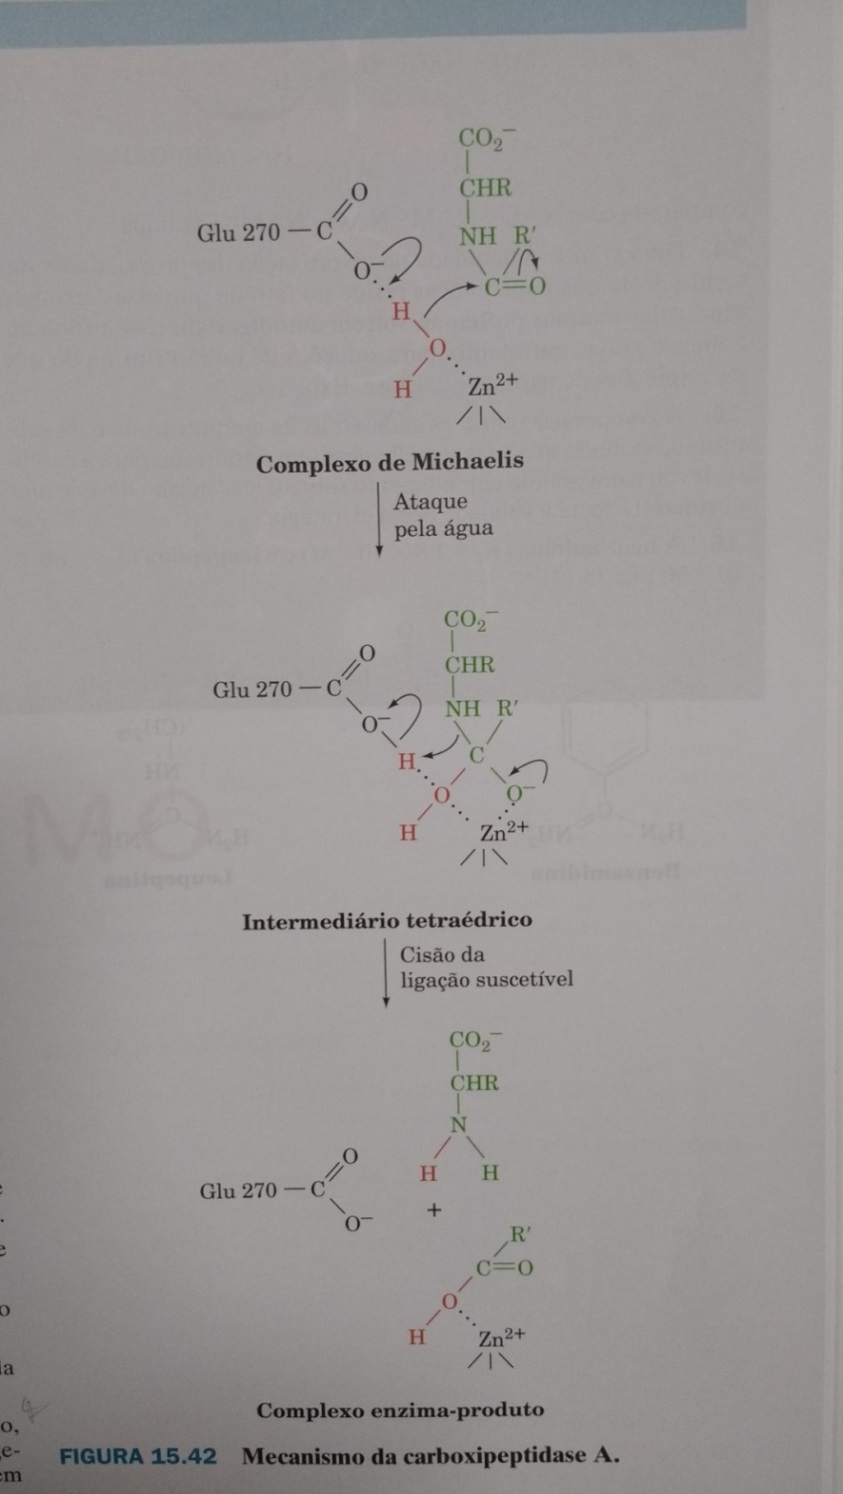 CO₂⁻
CHR
NH R′
C=O
O
Glu 270 — C
O⁻
H
O
H
Zn²⁺
Complexo de Michaelis
Ataque
pela água
CO₂⁻
CHR
NH R′
C
O⁻
O
Glu 270 — C
O⁻
H
O
H
Zn²⁺
Intermediário tetraédrico
Cisão da
ligação suscetível
CO₂⁻
CHR
N
H H
O
Glu 270 — C
O⁻
+
R′
C=O
O
H
Zn²⁺
Complexo enzima-produto
FIGURA 15.42 Mecanismo da carboxipeptidase A.